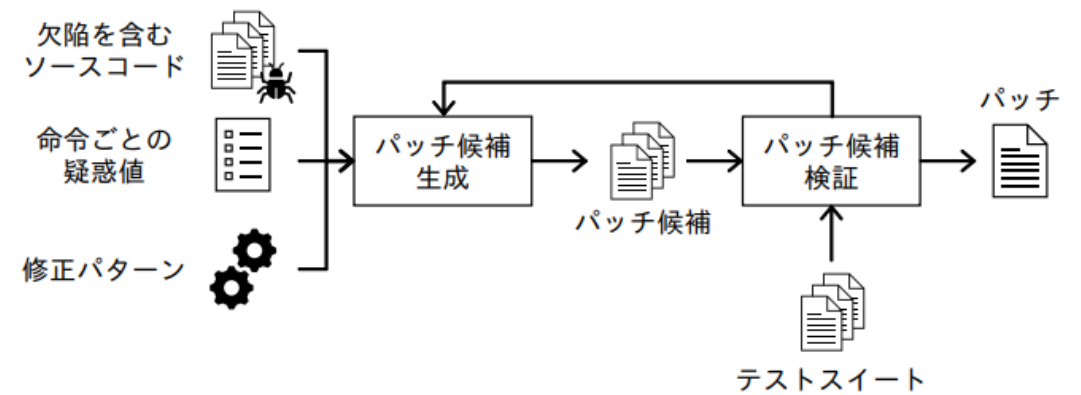 欠陥を含む
ソースコード
命令ごとの
疑惑値
修正パターン
パッチ候補
生成
パッチ候補
パッチ候補
検証
テストスイート
パッチ